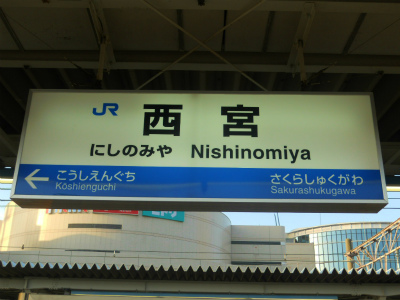 JR 西宮
にしのみや Nishinomiya
こうしえんぐち さくらしゅくがわ
Kōshienguchi Sakurashukugawa